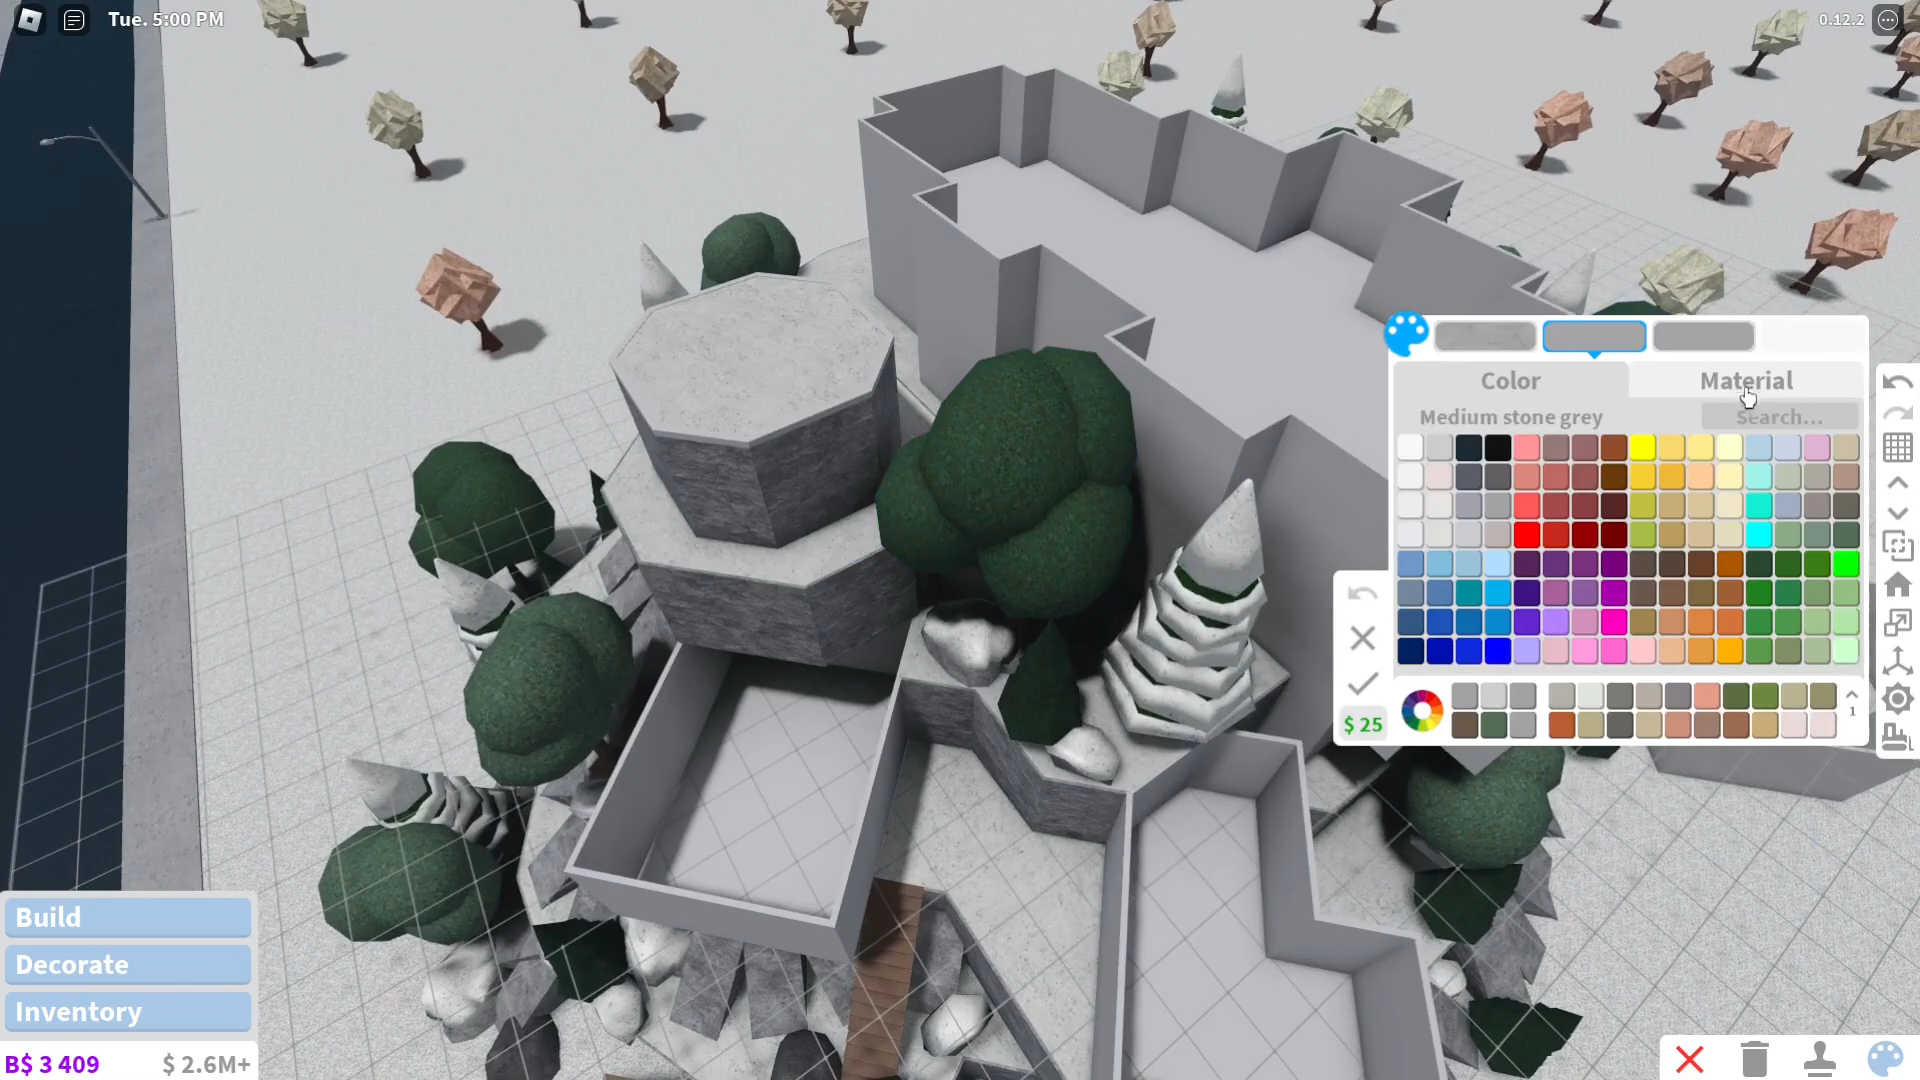 Tue. 5:00 PM
0.12.2
Color
Material
Medium stone grey
Search...
1
$ 25
Build
Decorate
Inventory
B$ 3 409
$ 2.6M+